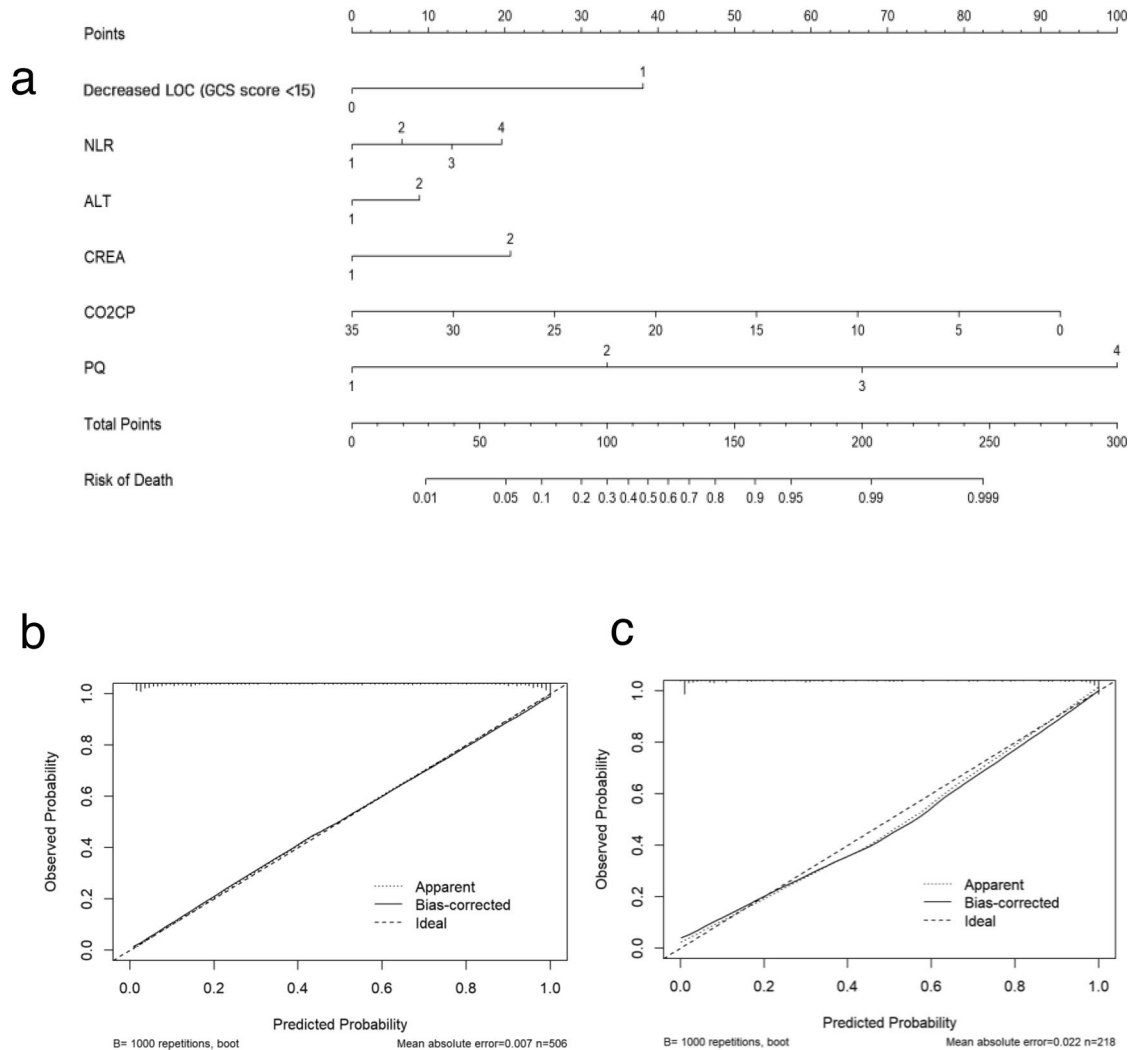 0 10 20 30 40 50 60 70 80 90 100
Points
a
1
Decreased LOC (GCS score <15)
0
2 4
NLR
1 3
2
ALT
1
2
CREA
1
CO2CP
35 30 25 20 15 10 5 0
2 4
PQ
1 3
Total Points
0 50 100 150 200 250 300
Risk of Death
0.01 0.05 0.1 0.2 0.3 0.4 0.5 0.6 0.7 0.8 0.9 0.95 0.99 0.999
b
Observed Probability
1.0
0.8
0.6
0.4
0.2
0.0
Apparent
Bias-corrected
Ideal
0.0 0.2 0.4 0.6 0.8 1.0
Predicted Probability
B= 1000 repetitions, boot Mean absolute error=0.007 n=506
c
Observed Probability
1.0
0.8
0.6
0.4
0.2
0.0
Apparent
Bias-corrected
Ideal
0.0 0.2 0.4 0.6 0.8 1.0
Predicted Probability
B= 1000 repetitions, boot Mean absolute error=0.022 n=218